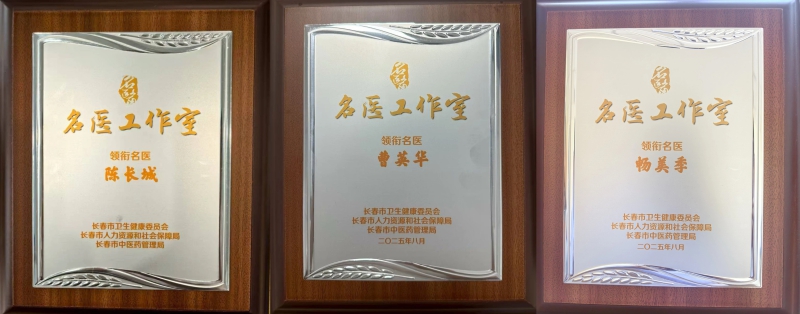 名医工作室
领衔名医
陈长城
长春市卫生健康委员会
长春市人力资源和社会保障局
长春市中医药管理局
名医工作室
领衔名医
曹英华
长春市卫生健康委员会
长春市人力资源和社会保障局
长春市中医药管理局
二〇二五年八月
名医工作室
领衔名医
杨美季
长春市卫生健康委员会
长春市人力资源和社会保障局
长春市中医药管理局
二〇二五年八月